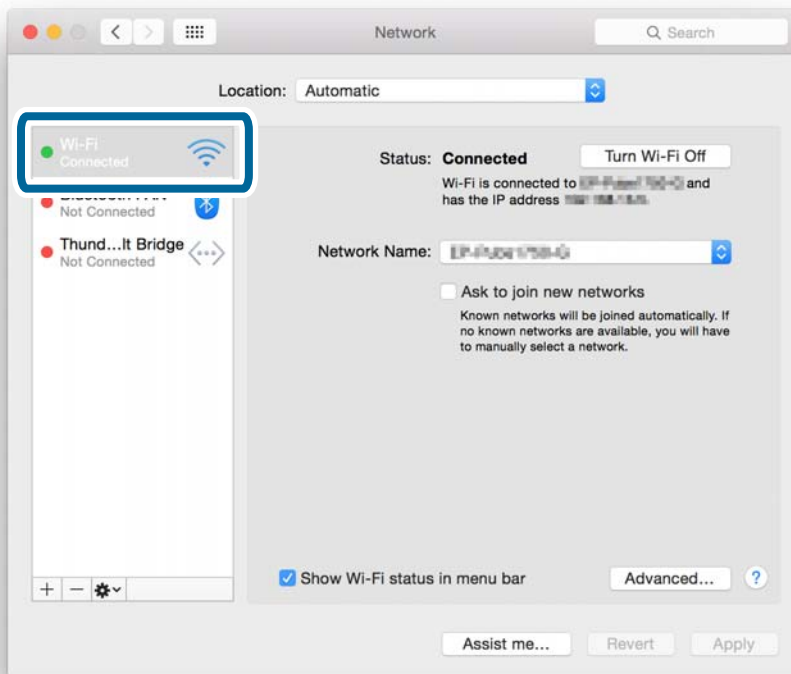 Network
Search
Location: Automatic
Wi-Fi
Connected
Not Connected
Thund...lt Bridge
Not Connected
Status: Connected
Turn Wi-Fi Off
Wi-Fi is connected to and
has the IP address
Network Name:
Ask to join new networks
Known networks will be joined automatically. If
no known networks are available, you will have
to manually select a network.
Show Wi-Fi status in menu bar
Advanced...
?
Assist me...
Revert
Apply